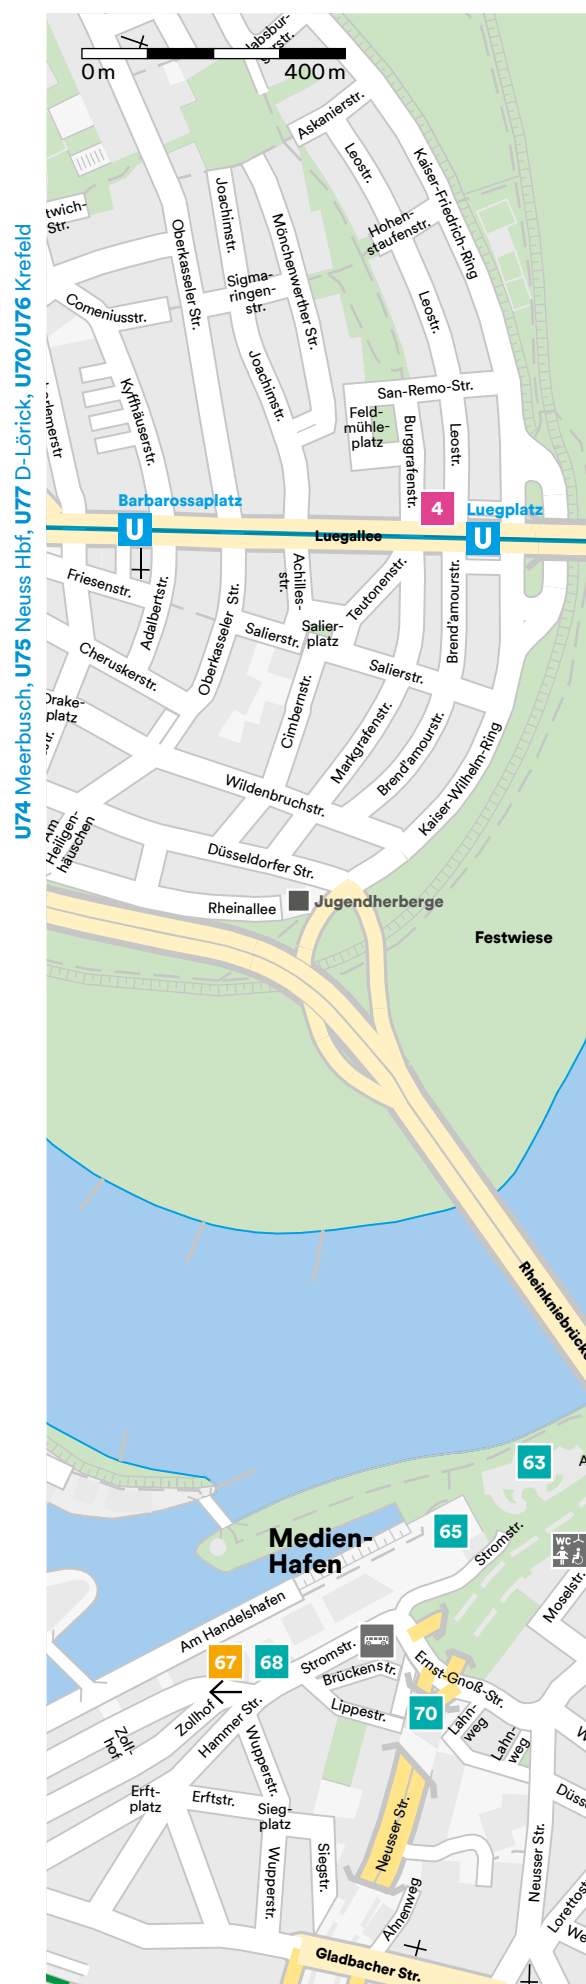 0 m 400 m
Askanierstr.
Leostr.
Kaiser-Friedrich-Ring
Joachimstr.
Mönchenwerther Str.
Hohen-
staufenstr.
Str.
Oberkasseler Str.
Sigma-
ringen-
str.
Comeniusstr.
Leostr.
Joachimstr.
Kyffhäuserstr.
San-Remo-Str.
Feld-
mühle-
platz
Burggrafenstr.
Leostr.
U74 Meerbusch, U75 Neuss Hbf, U77 D-Lörick, U70/U76 Krefeld
Barbarossaplatz
U
4
Luegplatz
U
Luegallee
Friesenstr.
Adalbertstr.
Achilles-
str.
Teutonenstr.
Brend'amourstr.
Oberkasseler Str.
Salierstr.
Salier-
platz
Salierstr.
Cheruskerstr.
Cimbernstr.
Drake-
platz
Markgrafenstr.
Brend'amourstr.
Kaiser-Wilhelm-Ring
Wildenbruchstr.
Am
Heiligen-
häuschen
Düsseldorfer Str.
Rheinallee
Jugendherberge
Festwiese
Rheinkniebrücke
63
65
Medien-
Hafen
Stromstr.
WC
Moselstr.
Am Handelshafen
67
68
Stromstr.
Brückenstr.
Ernst-Gnoß-Str.
Lippestr.
70
Lahn-
weg
Lahn-
weg
Zollhof
Hammer Str.
Zoll-
hof
Wupperstr.
Erft-
platz
Erftstr.
Sieg-
platz
Neusser Str.
Siegstr.
Wupperstr.
Neusser Str.
Ahnenweg
Gladbacher Str.